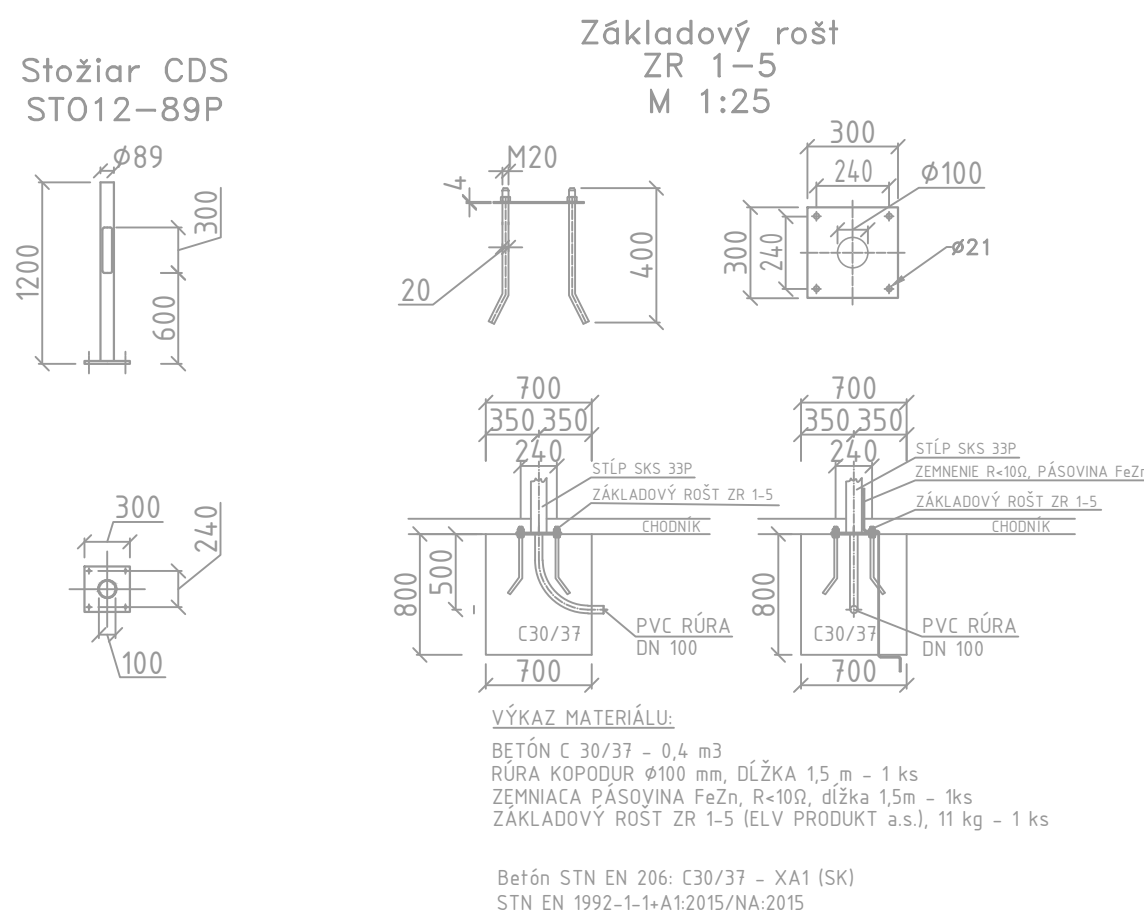 Stožiar CDS
STO12-89P
Základový rošt
ZR 1-5
M 1:25
Ø89
300
1200
600
M20
4
400
20
300
240
Ø100
300
240
Ø21
300
240
100
700
350 350
240
STĹP SKS 33P
ZÁKLADOVÝ ROŠT ZR 1-5
CHODNÍK
800
500
C30/37
PVC RÚRA
DN 100
700
700
350 350
240
STĹP SKS 33P
ZEMNENIE R<10Ω, PÁSOVINA FeZn
ZÁKLADOVÝ ROŠT ZR 1-5
CHODNÍK
800
C30/37
PVC RÚRA
DN 100
700
VÝKAZ MATERIÁLU:
BETÓN C 30/37 - 0,4 m3
RÚRA KOPODUR Ø100 mm, DĹŽKA 1,5 m - 1 ks
ZEMNIACA PÁSOVINA FeZn, R<10Ω, dĺžka 1,5m - 1ks
ZÁKLADOVÝ ROŠT ZR 1-5 (ELV PRODUKT a.s.), 11 kg - 1 ks
Betón STN EN 206: C30/37 - XA1 (SK)
STN EN 1992-1-1+A1:2015/NA:2015